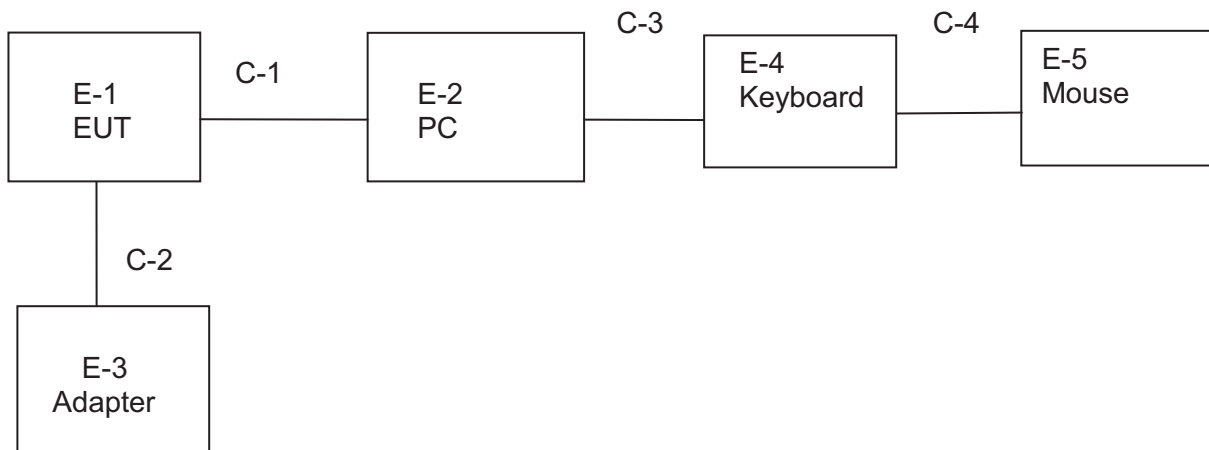 C-3
C-4
E-1
EUT
C-1
E-2
PC
E-4
Keyboard
E-5
Mouse
C-2
E-3
Adapter